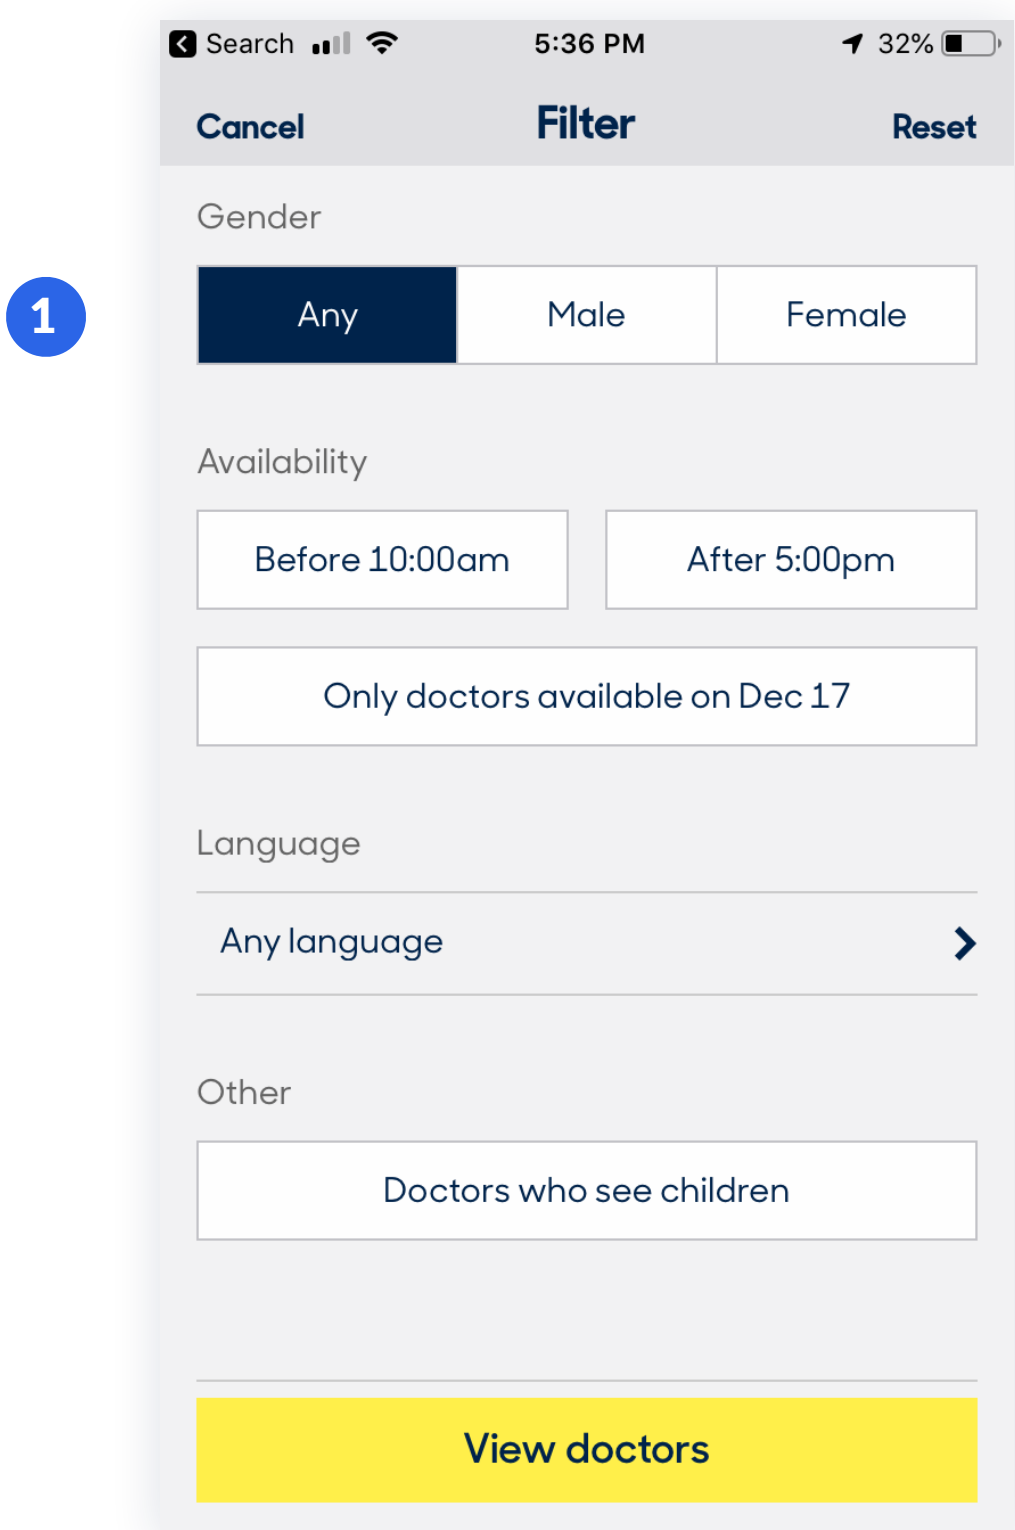 Search 5:36 PM 32%
Cancel Filter Reset
Gender
1
Any Male Female
Availability
Before 10:00am After 5:00pm
Only doctors available on Dec 17
Language
Any language
Other
Doctors who see children
View doctors